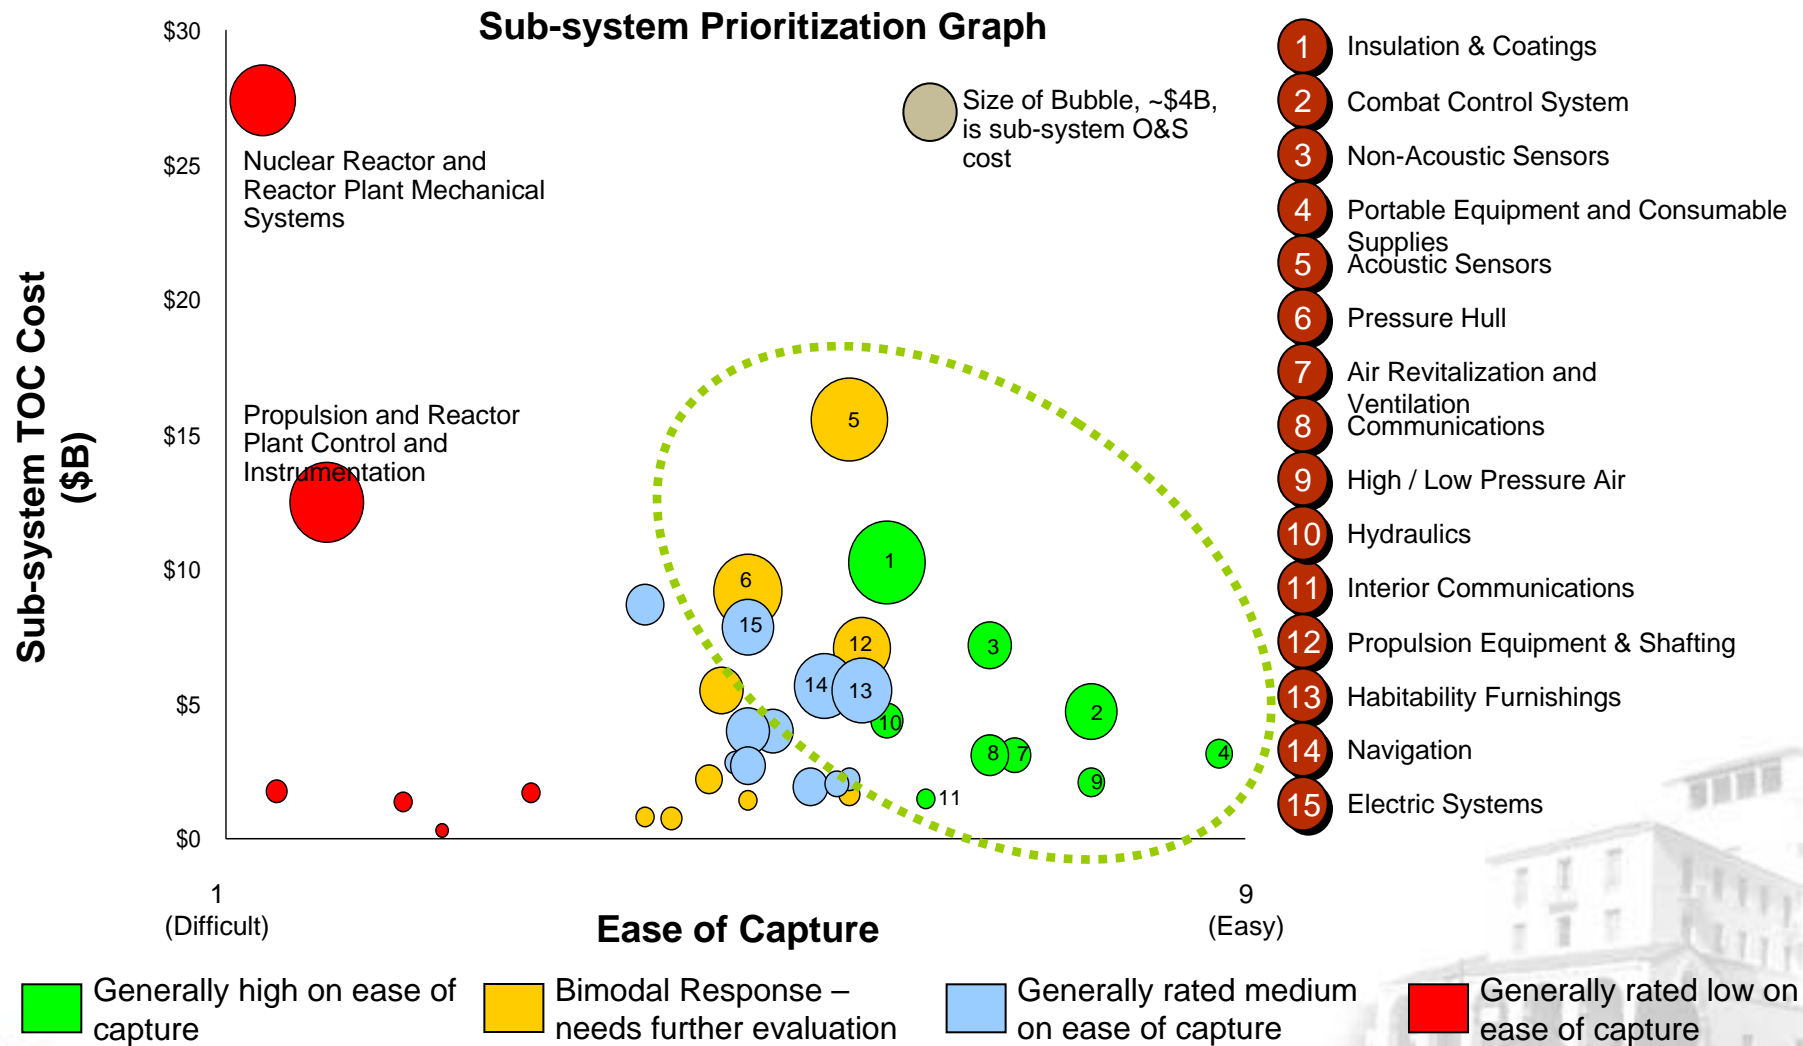 Sub-system Prioritization Graph
$30
$25
$20
$15
$10
$5
$0
Sub-system TOC Cost
($B)
Size of Bubble, ~$4B,
is sub-system O&S
cost
Nuclear Reactor and
Reactor Plant Mechanical
Systems
Propulsion and Reactor
Plant Control and
Instrumentation
5
1
6
15
12
3
14
13
10
2
8
7
4
9
11
1
(Difficult)
Ease of Capture
9
(Easy)
1 Insulation & Coatings
2 Combat Control System
3 Non-Acoustic Sensors
4 Portable Equipment and Consumable
Supplies
5 Acoustic Sensors
6 Pressure Hull
7 Air Revitalization and
Ventilation
8 Communications
9 High / Low Pressure Air
10 Hydraulics
11 Interior Communications
12 Propulsion Equipment & Shafting
13 Habitability Furnishings
14 Navigation
15 Electric Systems
Generally high on ease of
capture
Bimodal Response –
needs further evaluation
Generally rated medium
on ease of capture
Generally rated low on
ease of capture